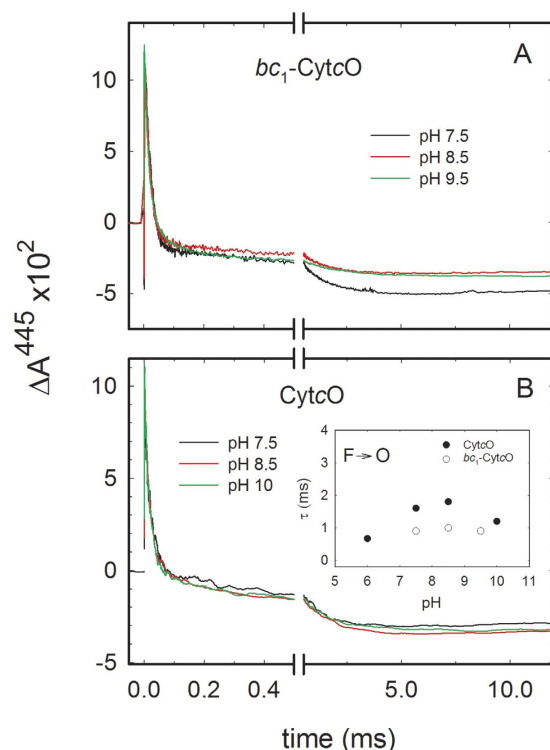 A
bc₁-CytcO
pH 7.5
pH 8.5
pH 9.5
10
5
0
-5
ΔA⁴⁴⁵ x10²
B
CytcO
pH 7.5
pH 8.5
pH 10
10
5
0
-5
F→O
CytcO
bc₁-CytcO
4
3
2
1
0
τ (ms)
5 6 7 8 9 10 11
pH
0.0 0.2 0.4 5.0 10.0
time (ms)